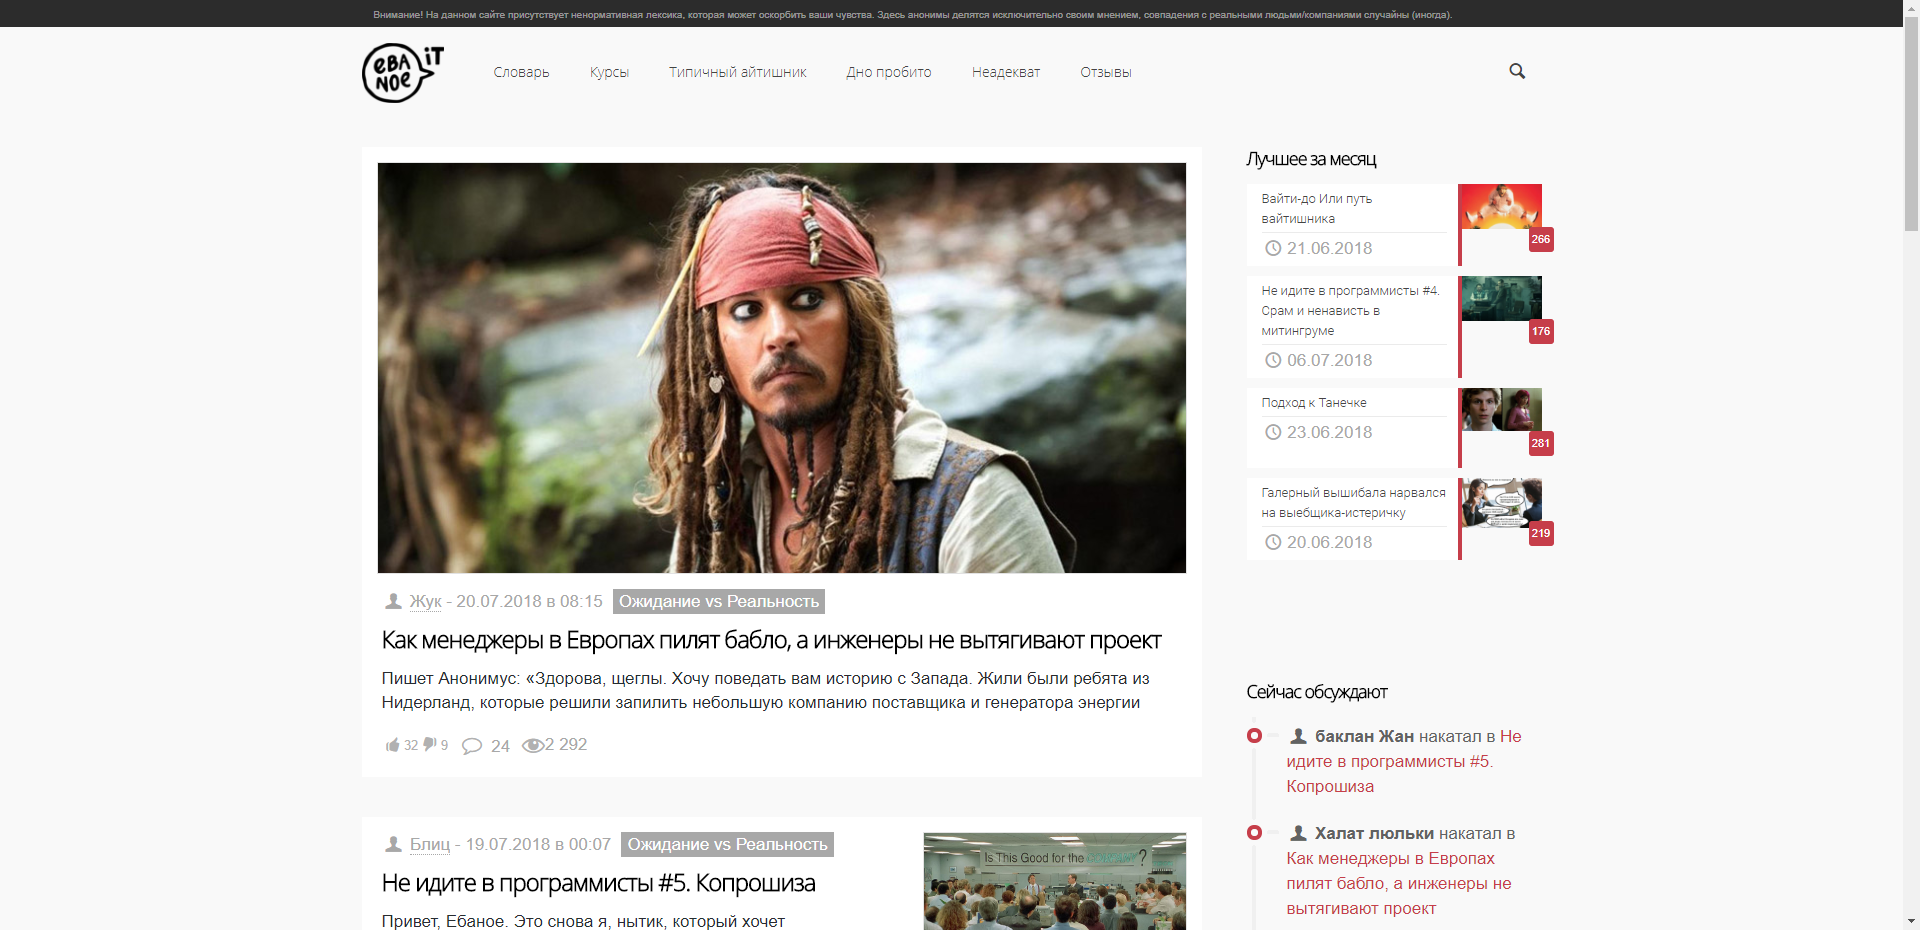 Внимание! На данном сайте присутствует ненормативная лексика, которая может оскорбить ваши чувства. Здесь анонимы делятся исключительно своим мнением, совпадения с реальными людьми/компаниями случайны (иногда).
eBA iT
NOE
Словарь Курсы Типичный айтишник Дно пробито Неадекват Отзывы
Жук - 20.07.2018 в 08:15 Ожидание vs Реальность
Как менеджеры в Европах пилят бабло, а инженеры не вытягивают проект
Пишет Анонимус: «Здорова, щеглы. Хочу поведать вам историю с Запада. Жили были ребята из
Нидерланд, которые решили запилить небольшую компанию поставщика и генератора энергии
32 9 24 2 292
Блиц - 19.07.2018 в 00:07 Ожидание vs Реальность
Не идите в программисты #5. Копрошиза
Привет, Ебаное. Это снова я, нытик, который хочет
Is This Good for the COMPANY?
Лучшее за месяц
Вайти-до Или путь
вайтишника
21.06.2018
266
Не идите в программисты #4.
Срам и ненависть в
митингруме
06.07.2018
176
Подход к Танечке
23.06.2018
281
Галерный вышибала нарвался
на выебщика-истеричку
20.06.2018
219
Сейчас обсуждают
баклан Жан накатал в Не
идите в программисты #5.
Копрошиза
Халат люльки накатал в
Как менеджеры в Европах
пилят бабло, а инженеры не
вытягивают проект